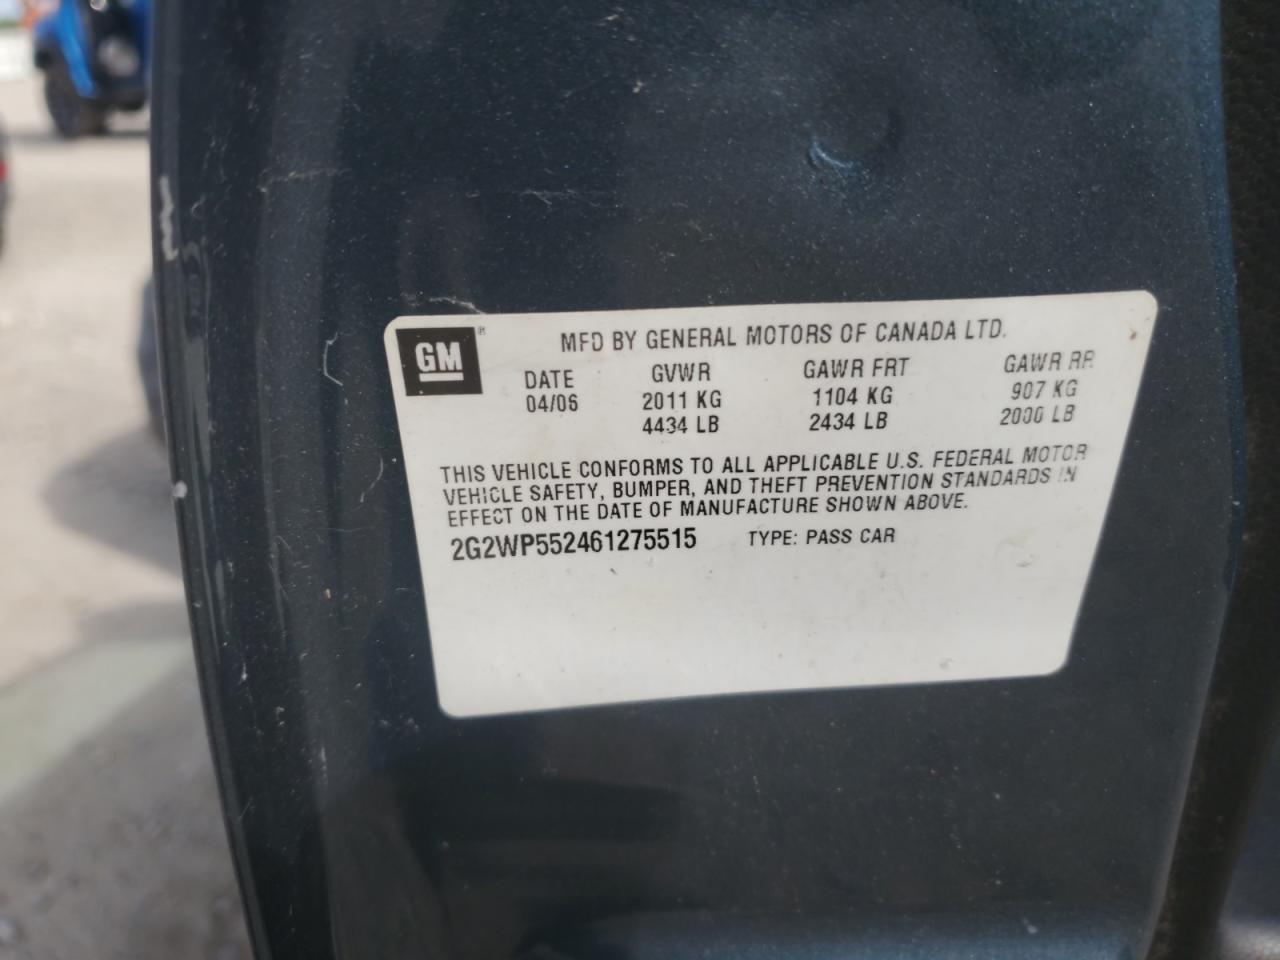 GM ® MFD BY GENERAL MOTORS OF CANADA LTD.
DATE GVWR GAWR FRT GAWR RR
04/06 2011 KG 1104 KG 907 KG
4434 LB 2434 LB 2000 LB
THIS VEHICLE CONFORMS TO ALL APPLICABLE U.S. FEDERAL MOTOR
VEHICLE SAFETY, BUMPER, AND THEFT PREVENTION STANDARDS IN
EFFECT ON THE DATE OF MANUFACTURE SHOWN ABOVE.
2G2WP552461275515 TYPE: PASS CAR